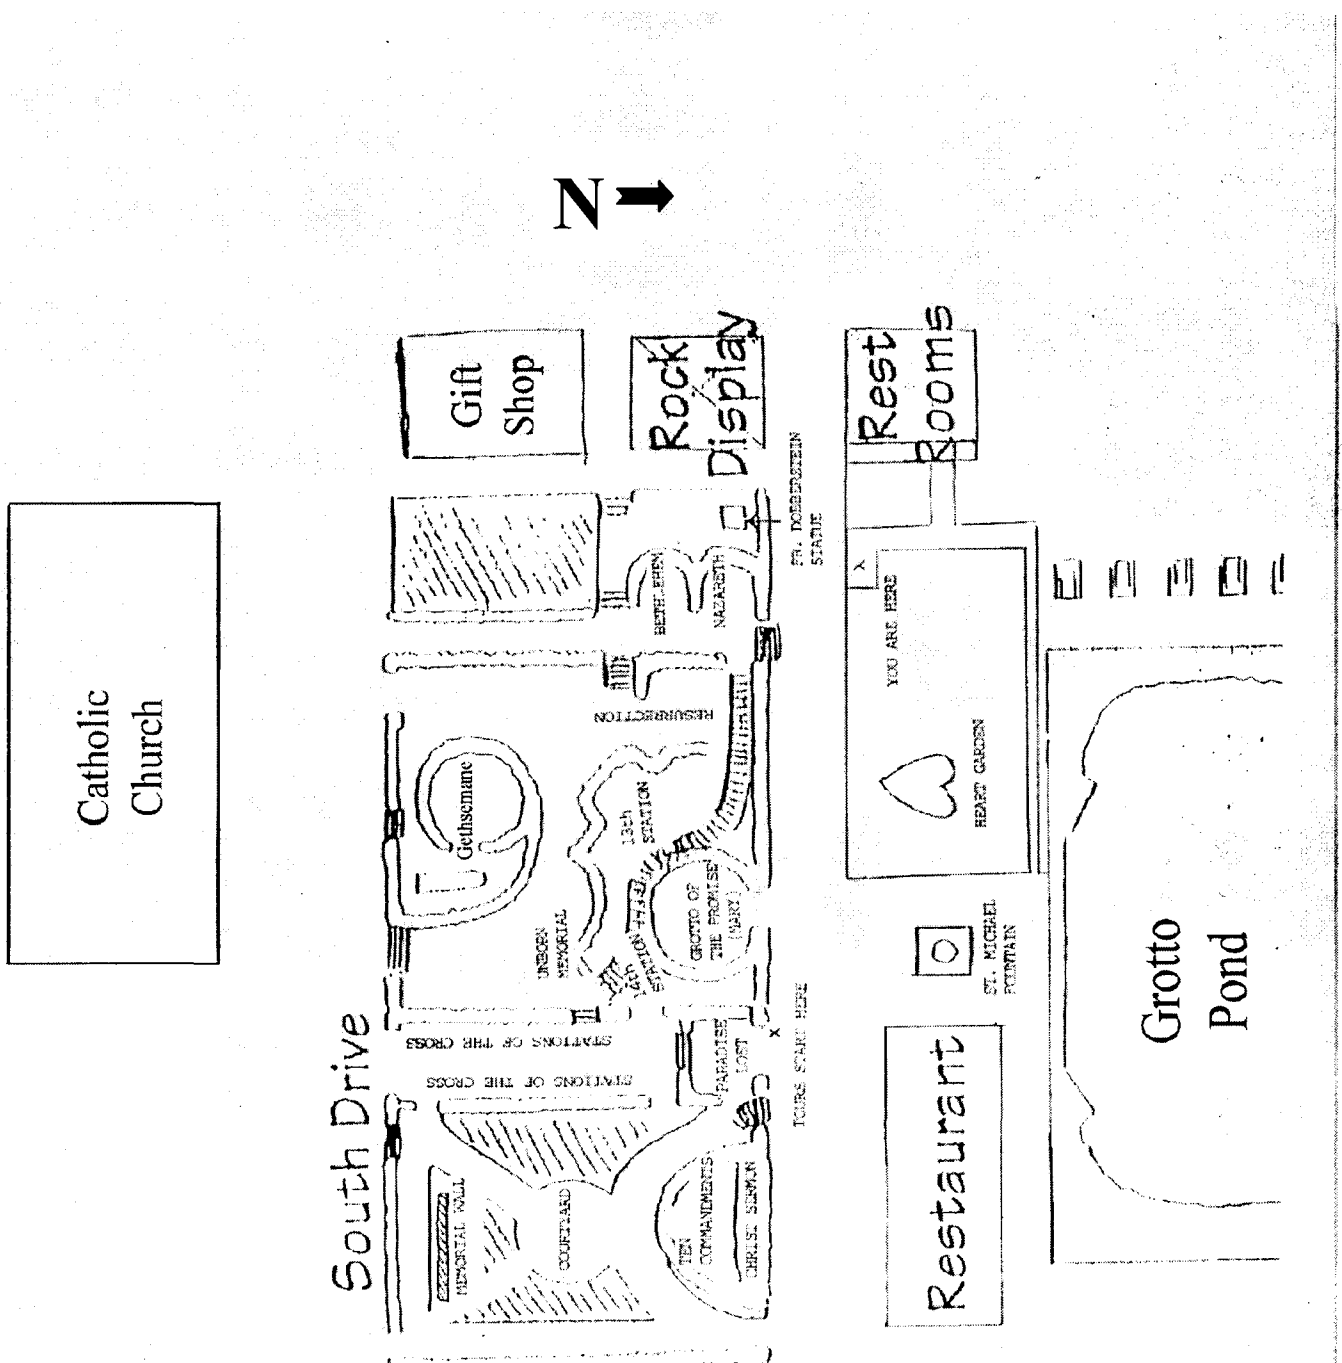 N
Catholic
Church
South Drive
Gift
Shop
Rock
Display
Rest
Rooms
FR. DOBBERSTEIN
STATUE
BETHLEHEM
NAZARETH
X
YOU ARE HERE
RESURRECTION
Gethsemane
13th
STATION
HEART GARDEN
UNBORN
MEMORIAL
14th
STATION
GROTTO OF
THE PROMISE
(MARY)
ST. MICHAEL
FOUNTAIN
STATIONS OF THE CROSS
STATIONS OF THE CROSS
PARADISE
LOST
X
TOURS START HERE
MEMORIAL WALL
COURTYARD
TEN
COMMANDMENTS
CHRIST SERMON
Restaurant
Grotto
Pond